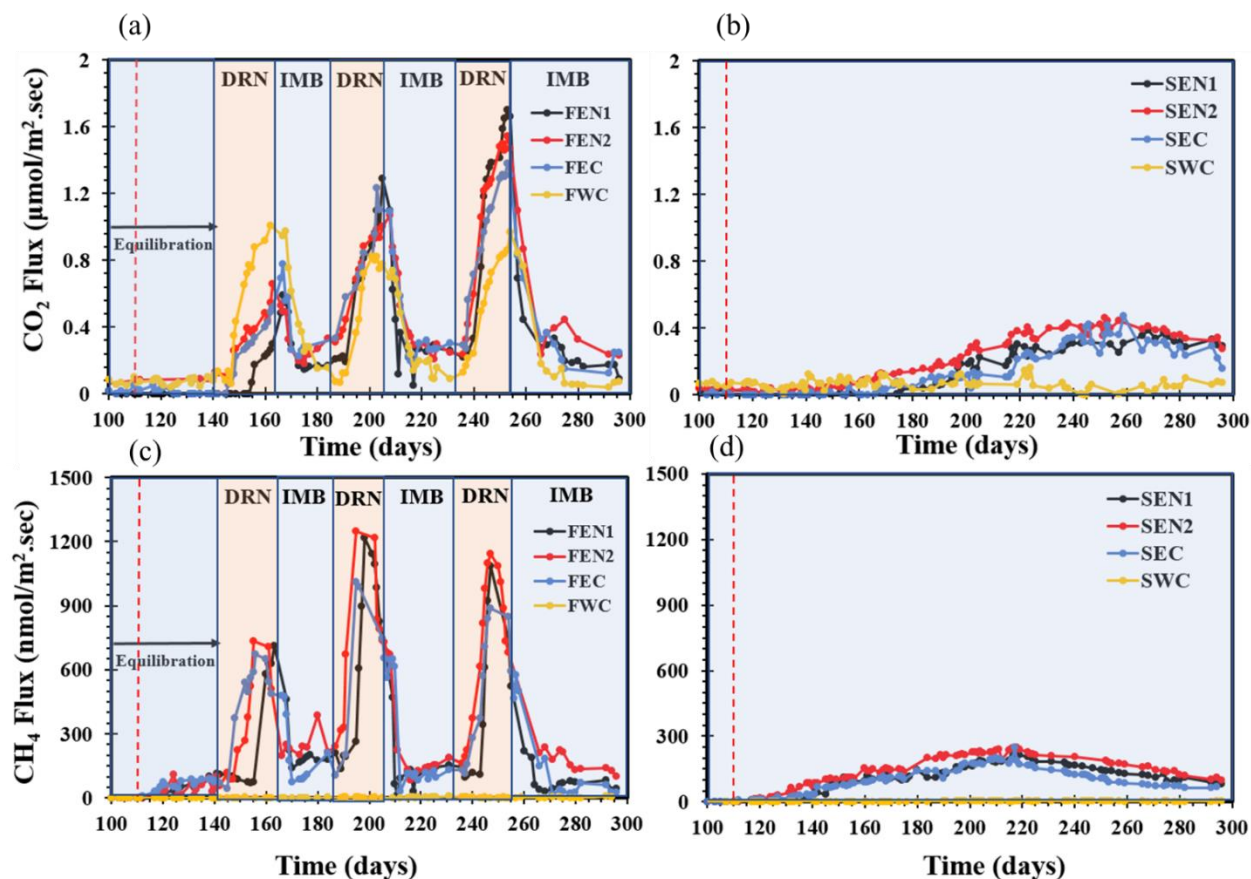 (a)
(b)
CO₂ Flux (µmol/m².sec)
2
1.6
1.2
0.8
0.4
0
DRN IMB DRN IMB DRN IMB
FEN1
FEN2
FEC
FWC
Equilibration
100 120 140 160 180 200 220 240 260 280 300
Time (days)
2
1.6
1.2
0.8
0.4
0
SEN1
SEN2
SEC
SWC
100 120 140 160 180 200 220 240 260 280 300
Time (days)
(c)
(d)
CH₄ Flux (nmol/m².sec)
1500
1200
900
600
300
0
DRN IMB DRN IMB DRN IMB
FEN1
FEN2
FEC
FWC
Equilibration
100 120 140 160 180 200 220 240 260 280 300
Time (days)
1500
1200
900
600
300
0
SEN1
SEN2
SEC
SWC
100 120 140 160 180 200 220 240 260 280 300
Time (days)